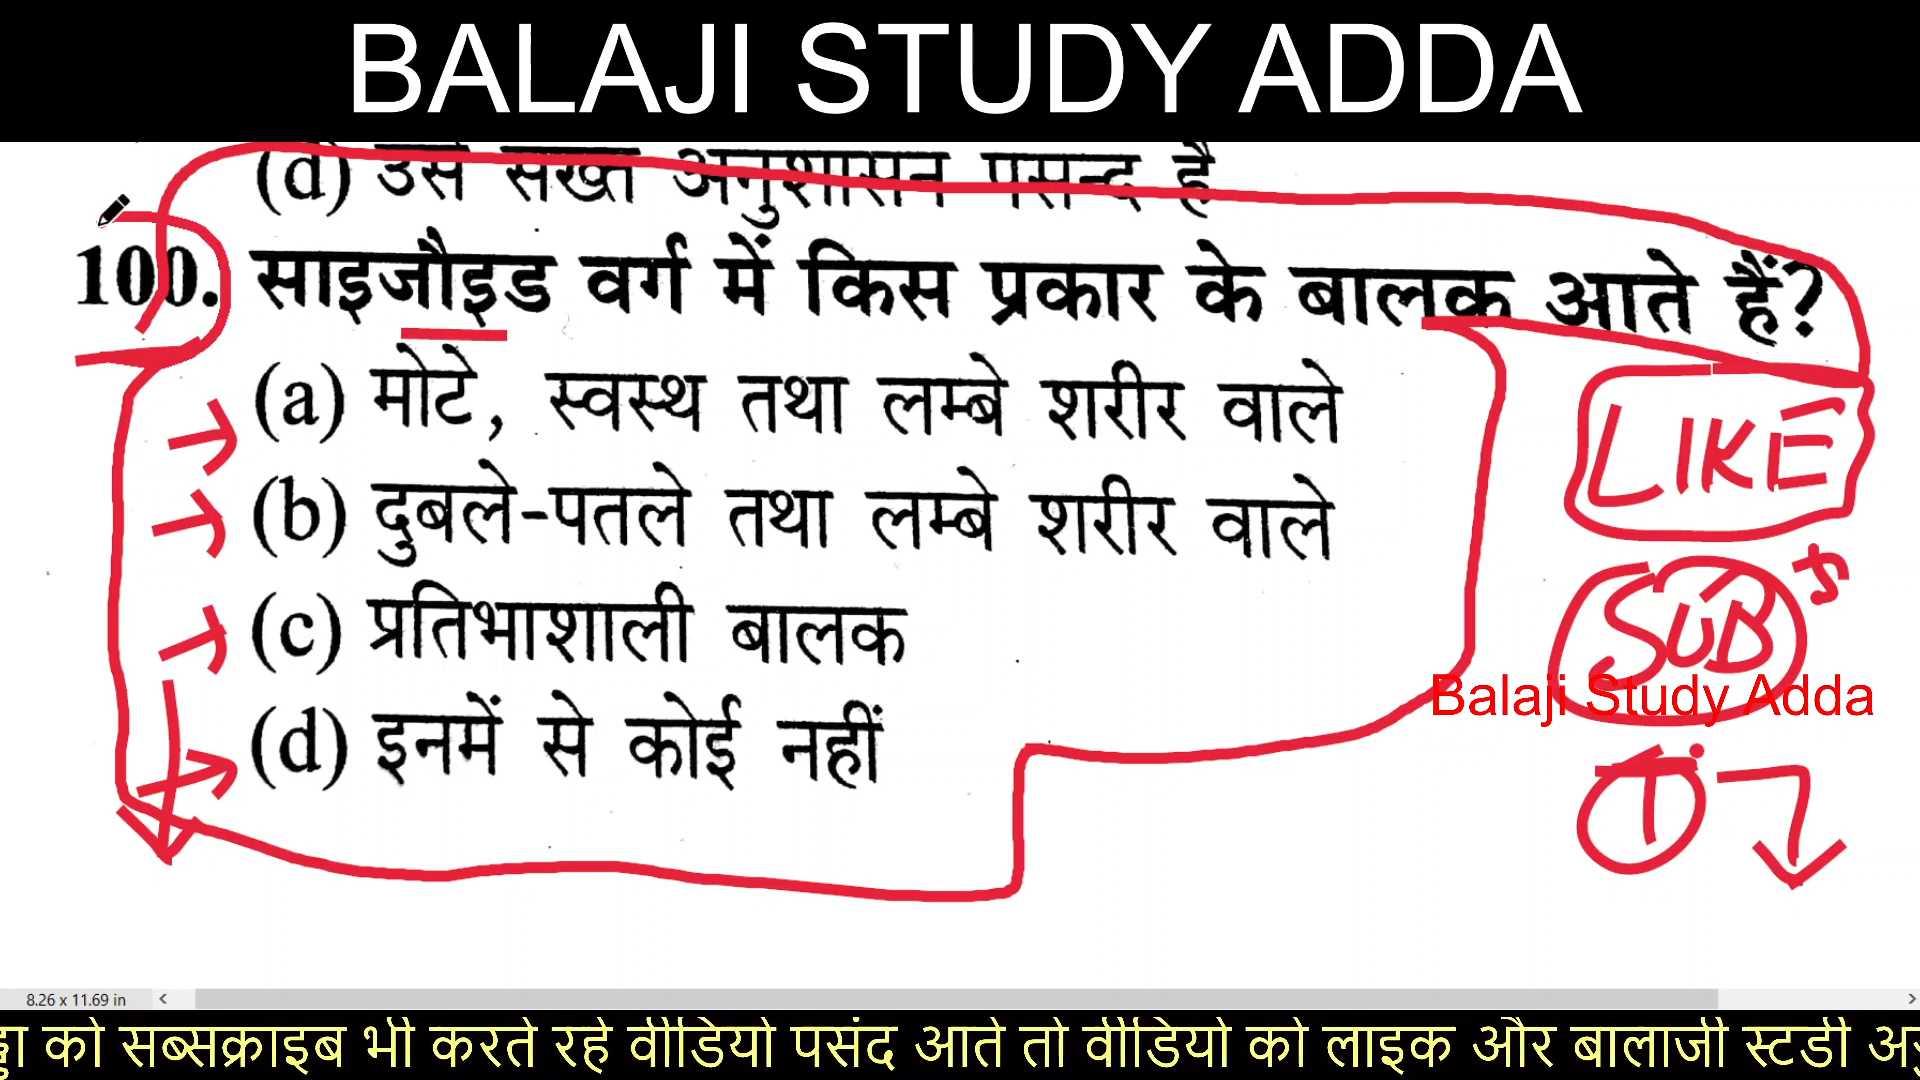 BALAJI STUDY ADDA
(d) उसे सख्त अनुशासन पसन्द है
100. साइजौइड वर्ग में किस प्रकार के बालक आते हैं?
(a) मोटे, स्वस्थ तथा लम्बे शरीर वाले
LIKE
(b) दुबले-पतले तथा लम्बे शरीर वाले
(c) प्रतिभाशाली बालक
SUB
Balaji Study Adda
(d) इनमें से कोई नहीं
8.26 x 11.69 in
को सब्सक्राइब भी करते रहे वीडियो पसंद आते तो वीडियो को लाइक और बालाजी स्टडी